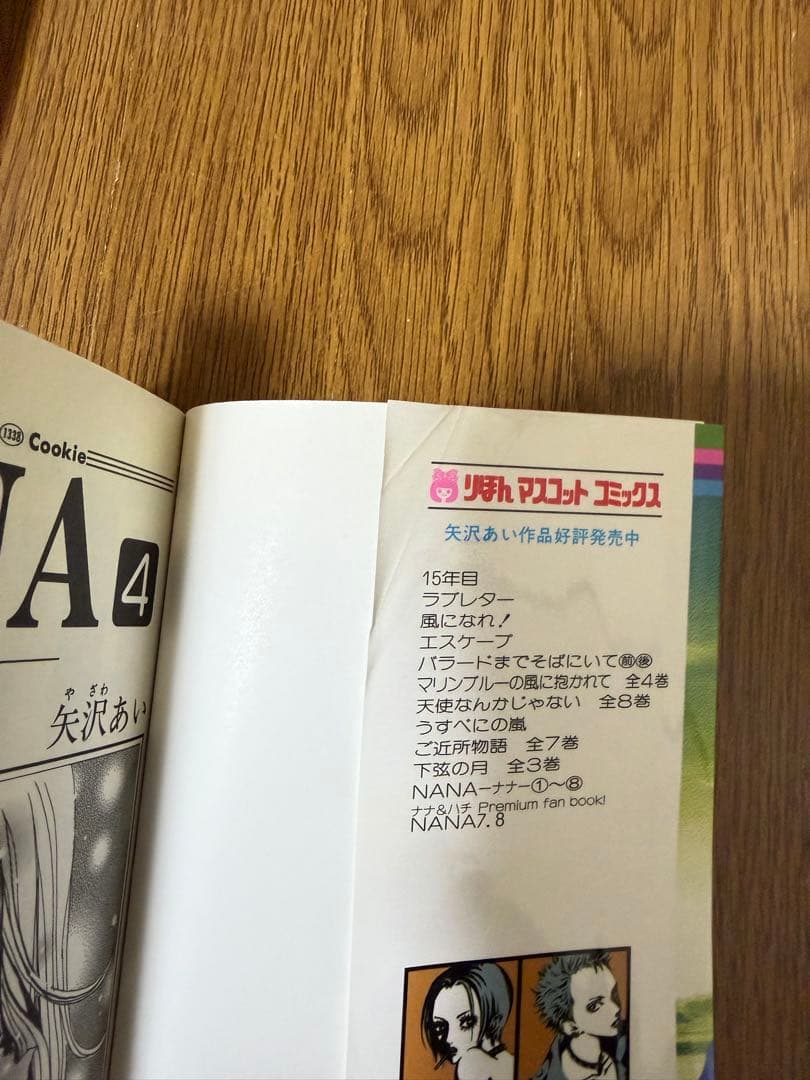 1338 Cookie
NA 4
やざわ
矢沢あい
りぼんマスコットコミックス
矢沢あい作品好評発売中
15年目
ラブレター
風になれ!
エスケープ
バラードまでそばにいて前後
マリンブルーの風に抱かれて 全4巻
天使なんかじゃない 全8巻
うすべにの嵐
ご近所物語 全7巻
下弦の月 全3巻
NANAーナナー①〜⑧
ナナ&ハチ Premium fan book!
NANA7.8